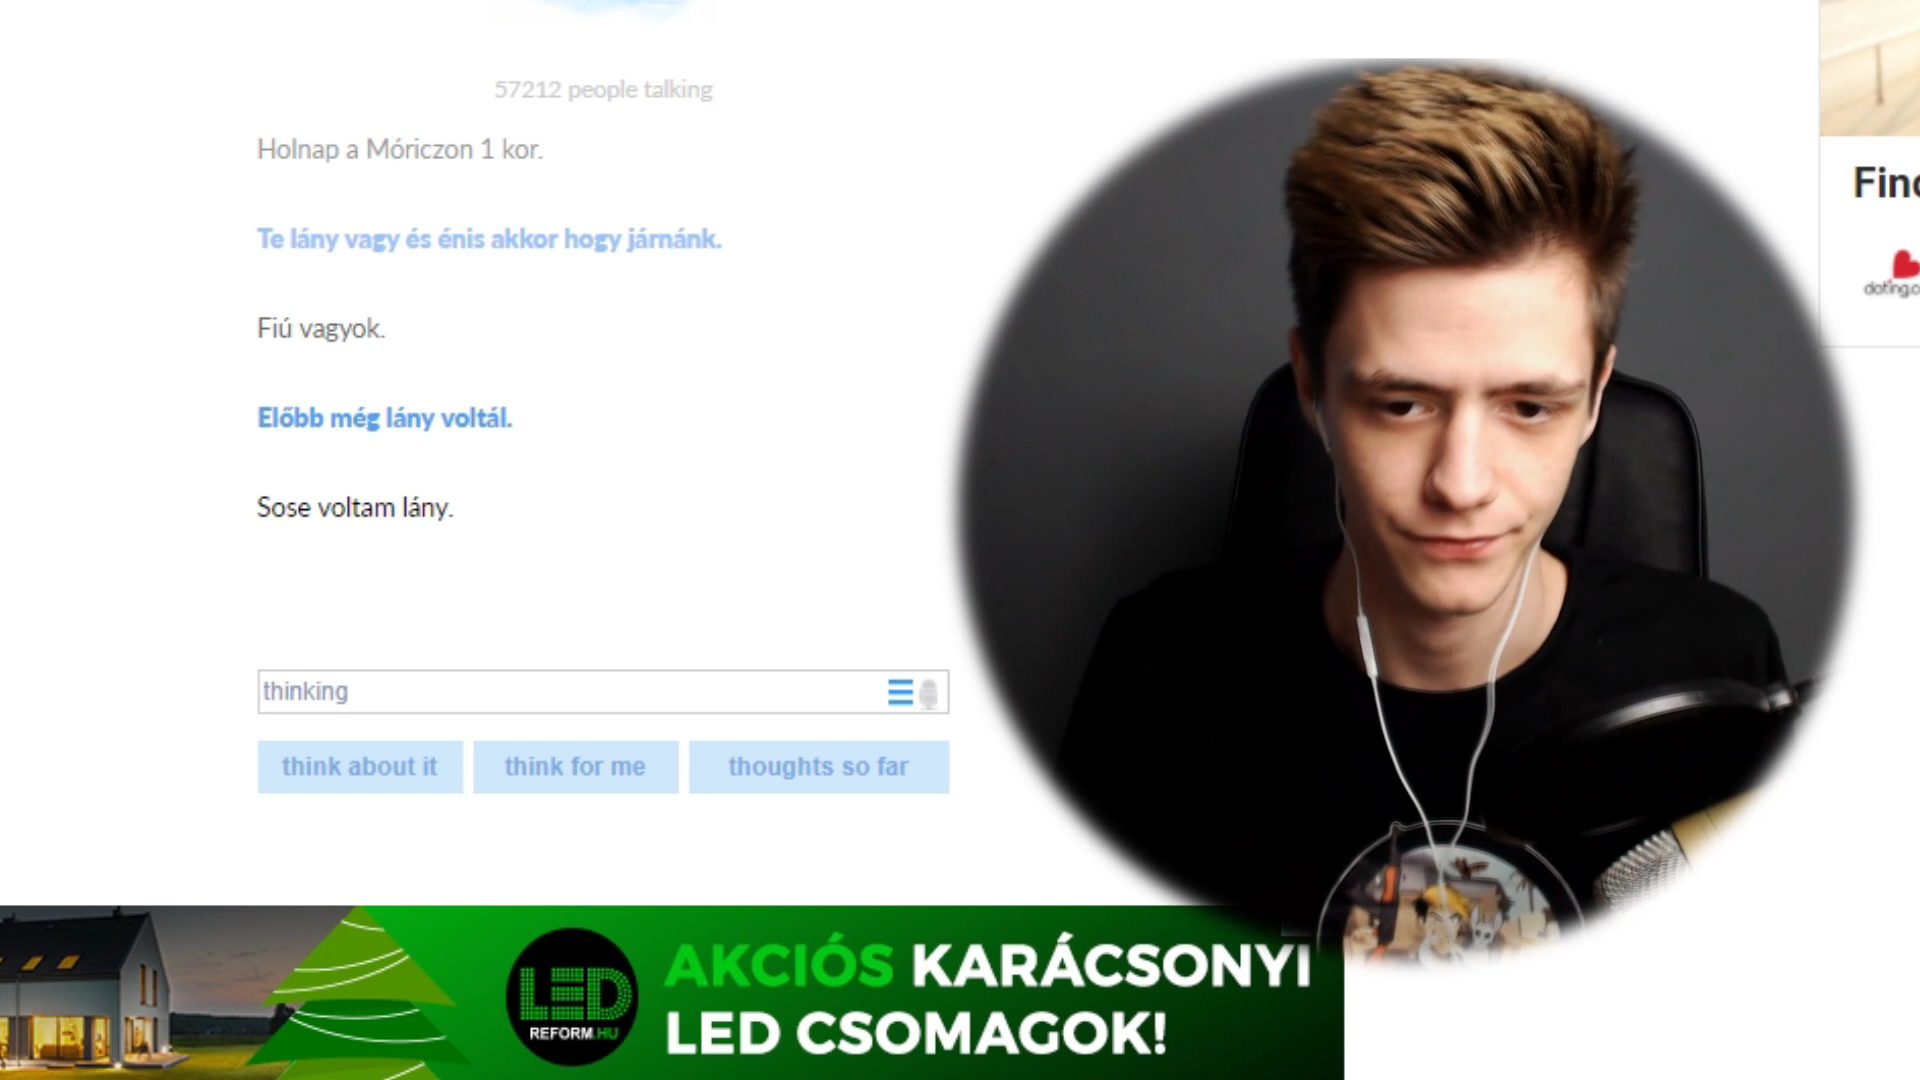 57212 people talking
Holnap a Móriczon 1 kor.
Te lány vagy és énis akkor hogy járnánk.
Fiú vagyok.
Előbb még lány voltál.
Sose voltam lány.
thinking
think about it
think for me
thoughts so far
LED
REFORM.HU
AKCIÓS KARÁCSONYI
LED CSOMAGOK!